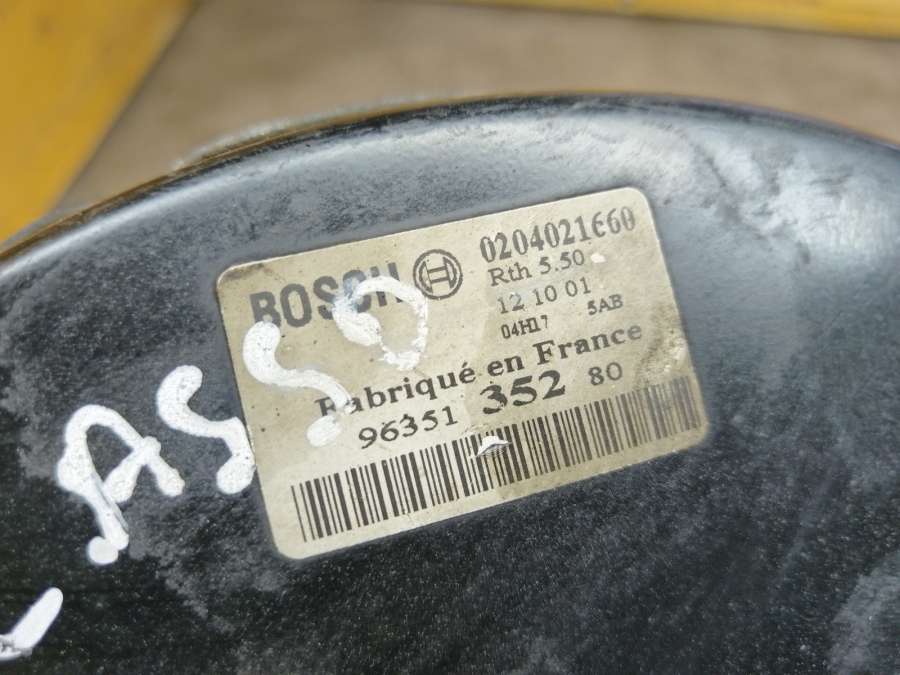 BOSCH 0204021660
Rth 5.50
12 10 01
04H17 5AB
Fabriqué en France
96351 352 80